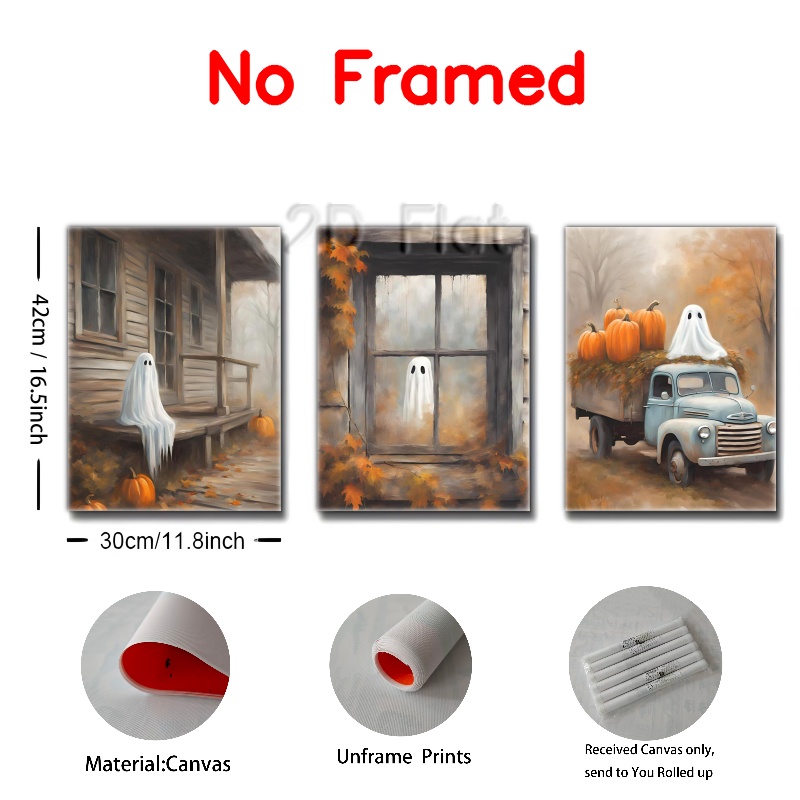 No Framed
2D Flat
42cm / 16.5inch
30cm/11.8inch
Material:Canvas
Unframe Prints
Received Canvas only,
send to You Rolled up